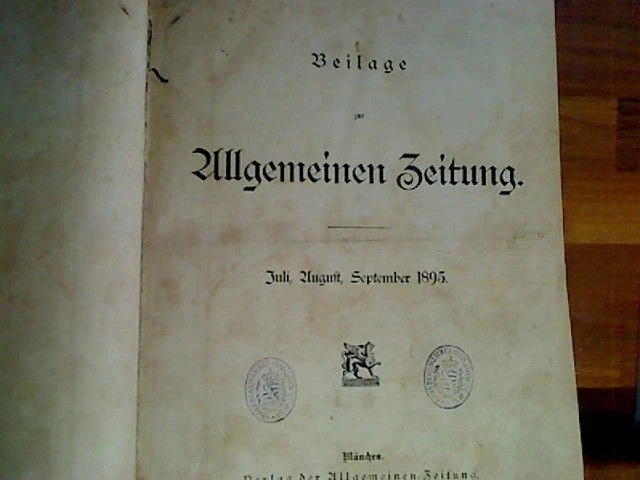 Beilage
zur
Allgemeinen Zeitung.
Juli, August, September 1895.
München.
Verlag der Allgemeinen Zeitung.